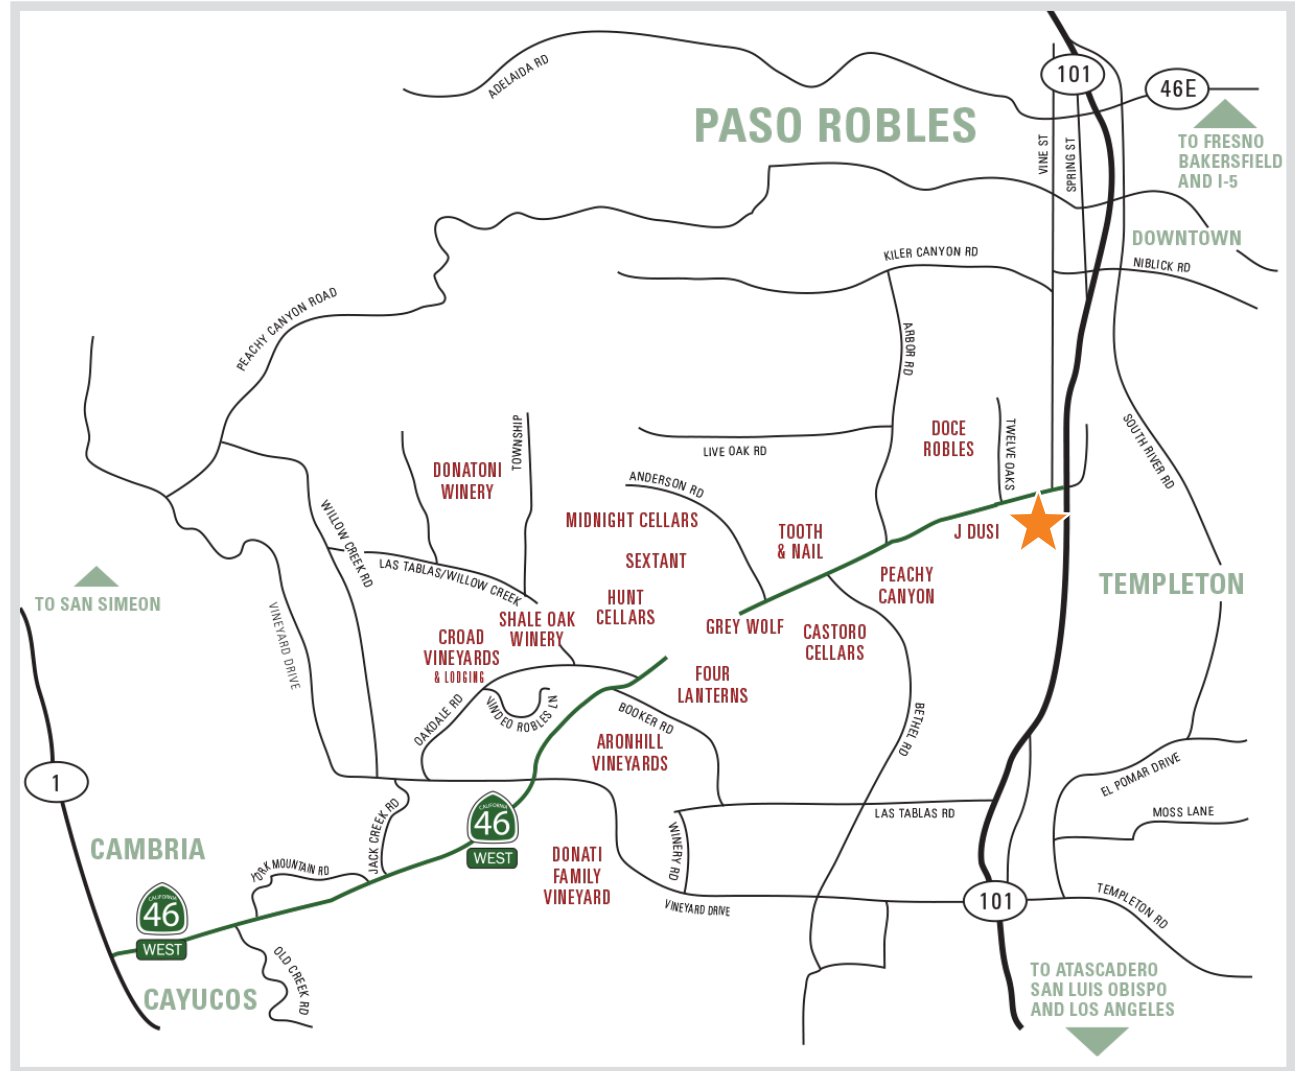 101
46E
ADELAIDA RD
PASO ROBLES
VINE ST
SPRING ST
TO FRESNO
BAKERSFIELD
AND I-5
DOWNTOWN
KILER CANYON RD
NIBLICK RD
PEACHY CANYON ROAD
ARBOR RD
DOCE
ROBLES
TWELVE OAKS
SOUTH RIVER RD
TOWNSHIP
LIVE OAK RD
DONATONI
WINERY
ANDERSON RD
WILLOW CREEK RD
MIDNIGHT CELLARS
TOOTH
& NAIL
J DUSI
SEXTANT
LAS TABLAS/WILLOW CREEK
PEACHY
CANYON
TEMPLETON
TO SAN SIMEON
HUNT
CELLARS
VINEYARD DRIVE
SHALE OAK
WINERY
GREY WOLF
CASTORO
CELLARS
CROAD
VINEYARDS
& LODGING
FOUR
LANTERNS
OAKDALE RD
VINDEO ROBLES LN
BOOKER RD
BETHEL RD
ARONHILL
VINEYARDS
EL POMAR DRIVE
1
JACK CREEK RD
CALIFORNIA
46
WEST
WINERY RD
LAS TABLAS RD
MOSS LANE
CAMBRIA
YORK MOUNTAIN RD
DONATI
FAMILY
VINEYARD
CALIFORNIA
46
WEST
VINEYARD DRIVE
101
TEMPLETON RD
OLD CREEK RD
CAYUCOS
TO ATASCADERO
SAN LUIS OBISPO
AND LOS ANGELES